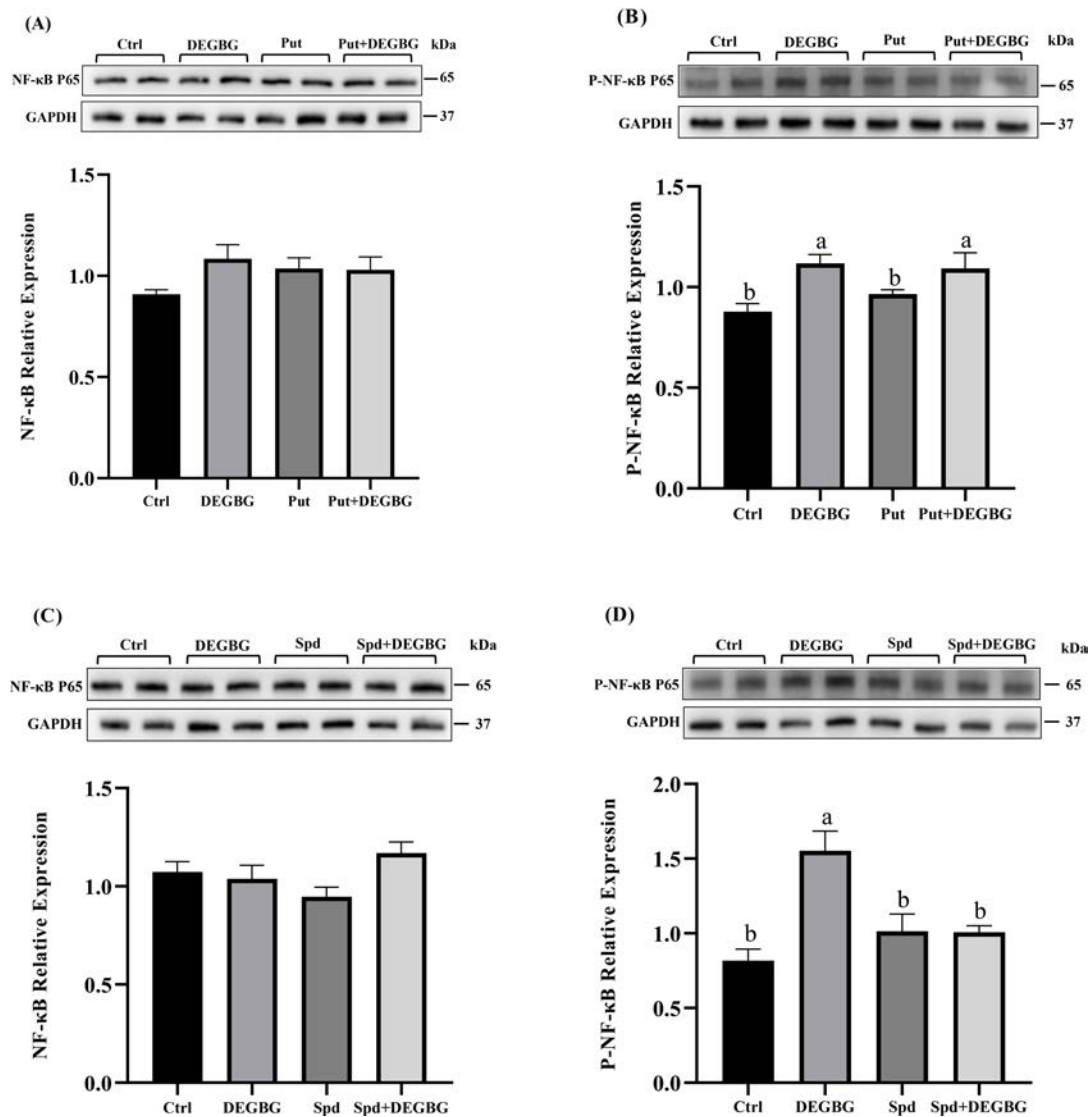 (A)
Ctrl DEGBG Put Put+DEGBG kDa
NF-κB P65 65
GAPDH 37
NF-κB Relative Expression
1.5
1.0
0.5
0.0
Ctrl DEGBG Put Put+DEGBG
(B)
Ctrl DEGBG Put Put+DEGBG kDa
P-NF-κB P65 65
GAPDH 37
P-NF-κB Relative Expression
1.5
1.0
0.5
0.0
b a b a
Ctrl DEGBG Put Put+DEGBG
(C)
Ctrl DEGBG Spd Spd+DEGBG kDa
NF-κB P65 65
GAPDH 37
NF-κB Relative Expression
1.5
1.0
0.5
0.0
Ctrl DEGBG Spd Spd+DEGBG
(D)
Ctrl DEGBG Spd Spd+DEGBG kDa
P-NF-κB P65 65
GAPDH 37
P-NF-κB Relative Expression
2.0
1.5
1.0
0.5
0.0
b a b b
Ctrl DEGBG Spd Spd+DEGBG